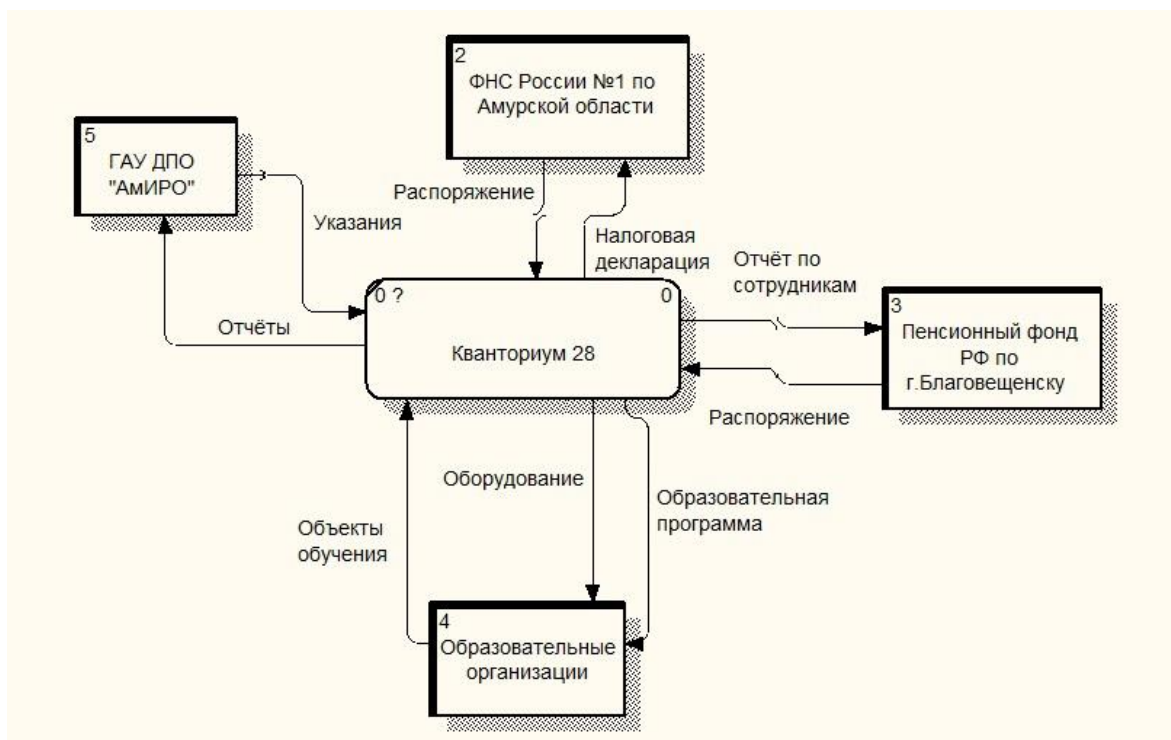 2
ФНС России №1 по
Амурской области
5
ГАУ ДПО
"АмИРО"
Распоряжение
Указания
Налоговая
декларация
Отчёт по
сотрудникам
0 ?
0
Кванториум 28
3
Пенсионный фонд
РФ по
г.Благовещенску
Отчёты
Распоряжение
Оборудование
Образовательная
программа
Объекты
обучения
4
Образовательные
организации